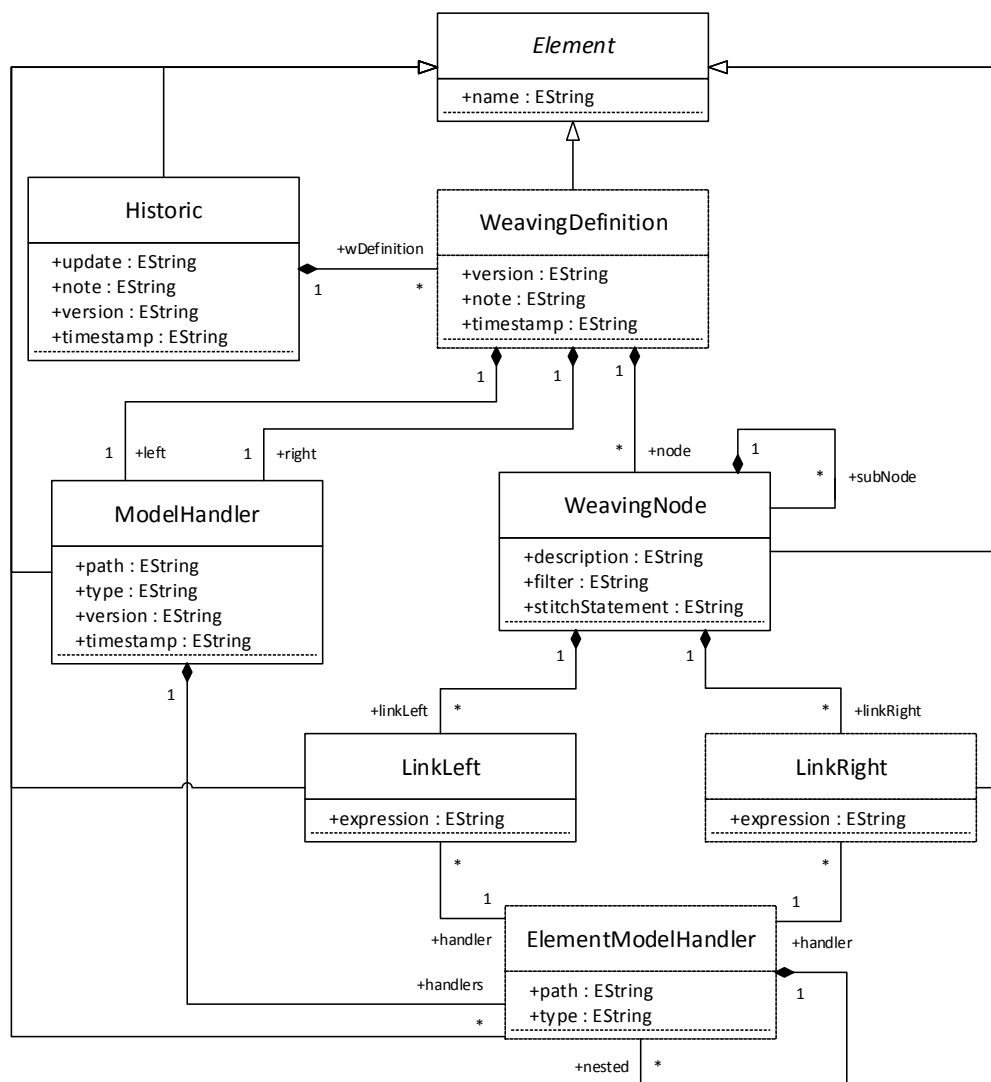 Element
+name : EString
Historic
+update : EString
+note : EString
+version : EString
+timestamp : EString
+wDefinition
1
*
WeavingDefinition
+version : EString
+note : EString
+timestamp : EString
1
1
1
1
+left
1
+right
*
+node
1
*
+subNode
ModelHandler
+path : EString
+type : EString
+version : EString
+timestamp : EString
WeavingNode
+description : EString
+filter : EString
+stitchStatement : EString
1
1
1
+linkLeft
*
*
+linkRight
LinkLeft
+expression : EString
LinkRight
+expression : EString
*
1
+handler
*
1
+handler
+handlers
*
ElementModelHandler
+path : EString
+type : EString
1
+nested
*